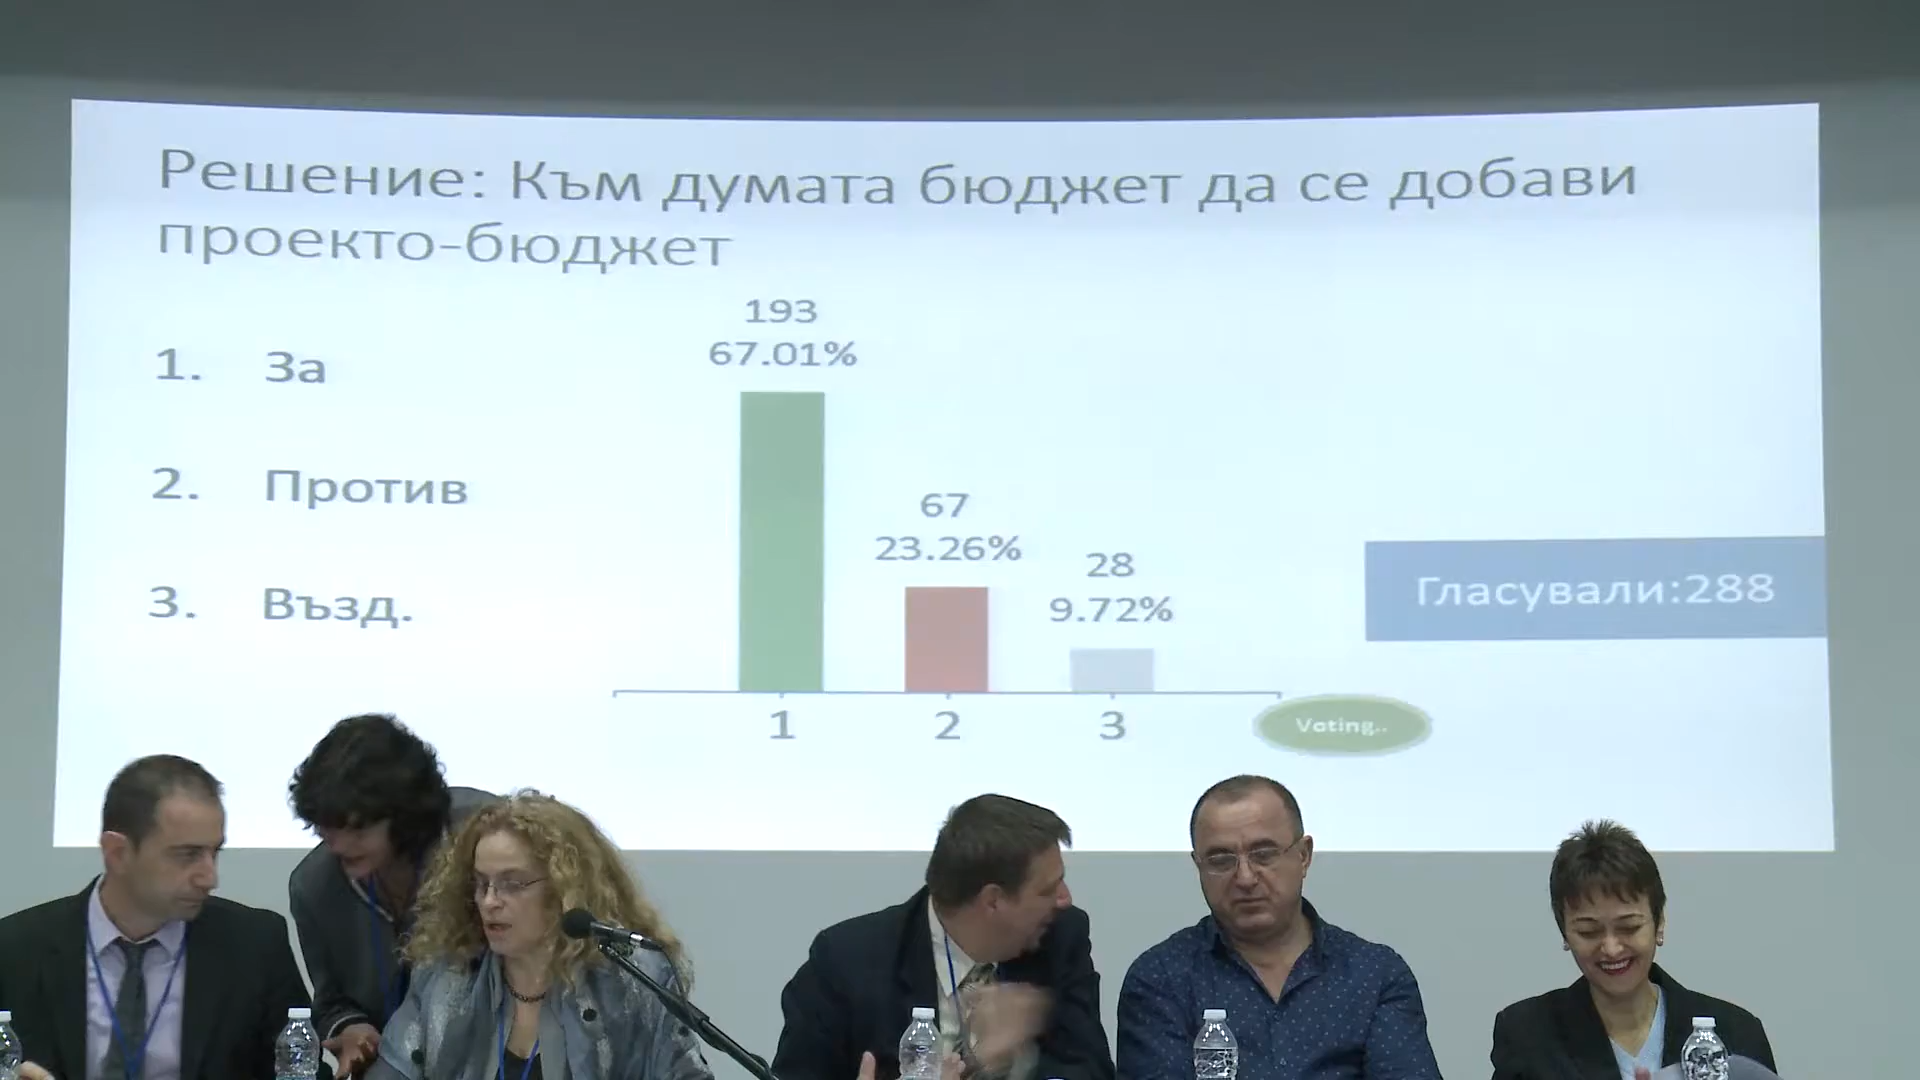 Решение: Към думата бюджет да се добави
проекто-бюджет
1. За
2. Против
3. Възд.
193
67.01%
67
23.26%
28
9.72%
1 2 3
Гласували:288
Voting..